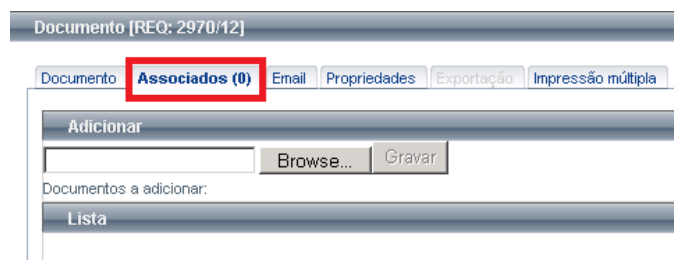 Documento [REQ: 2970/12]
Documento Associados (0) Email Propriedades Exportação Impressão múltipla
Adicionar
Browse... Gravar
Documentos a adicionar:
Lista